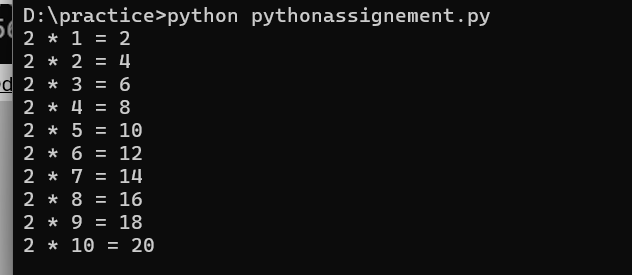 D:\practice>python pythonassignement.py
2 * 1 = 2
2 * 2 = 4
2 * 3 = 6
2 * 4 = 8
2 * 5 = 10
2 * 6 = 12
2 * 7 = 14
2 * 8 = 16
2 * 9 = 18
2 * 10 = 20